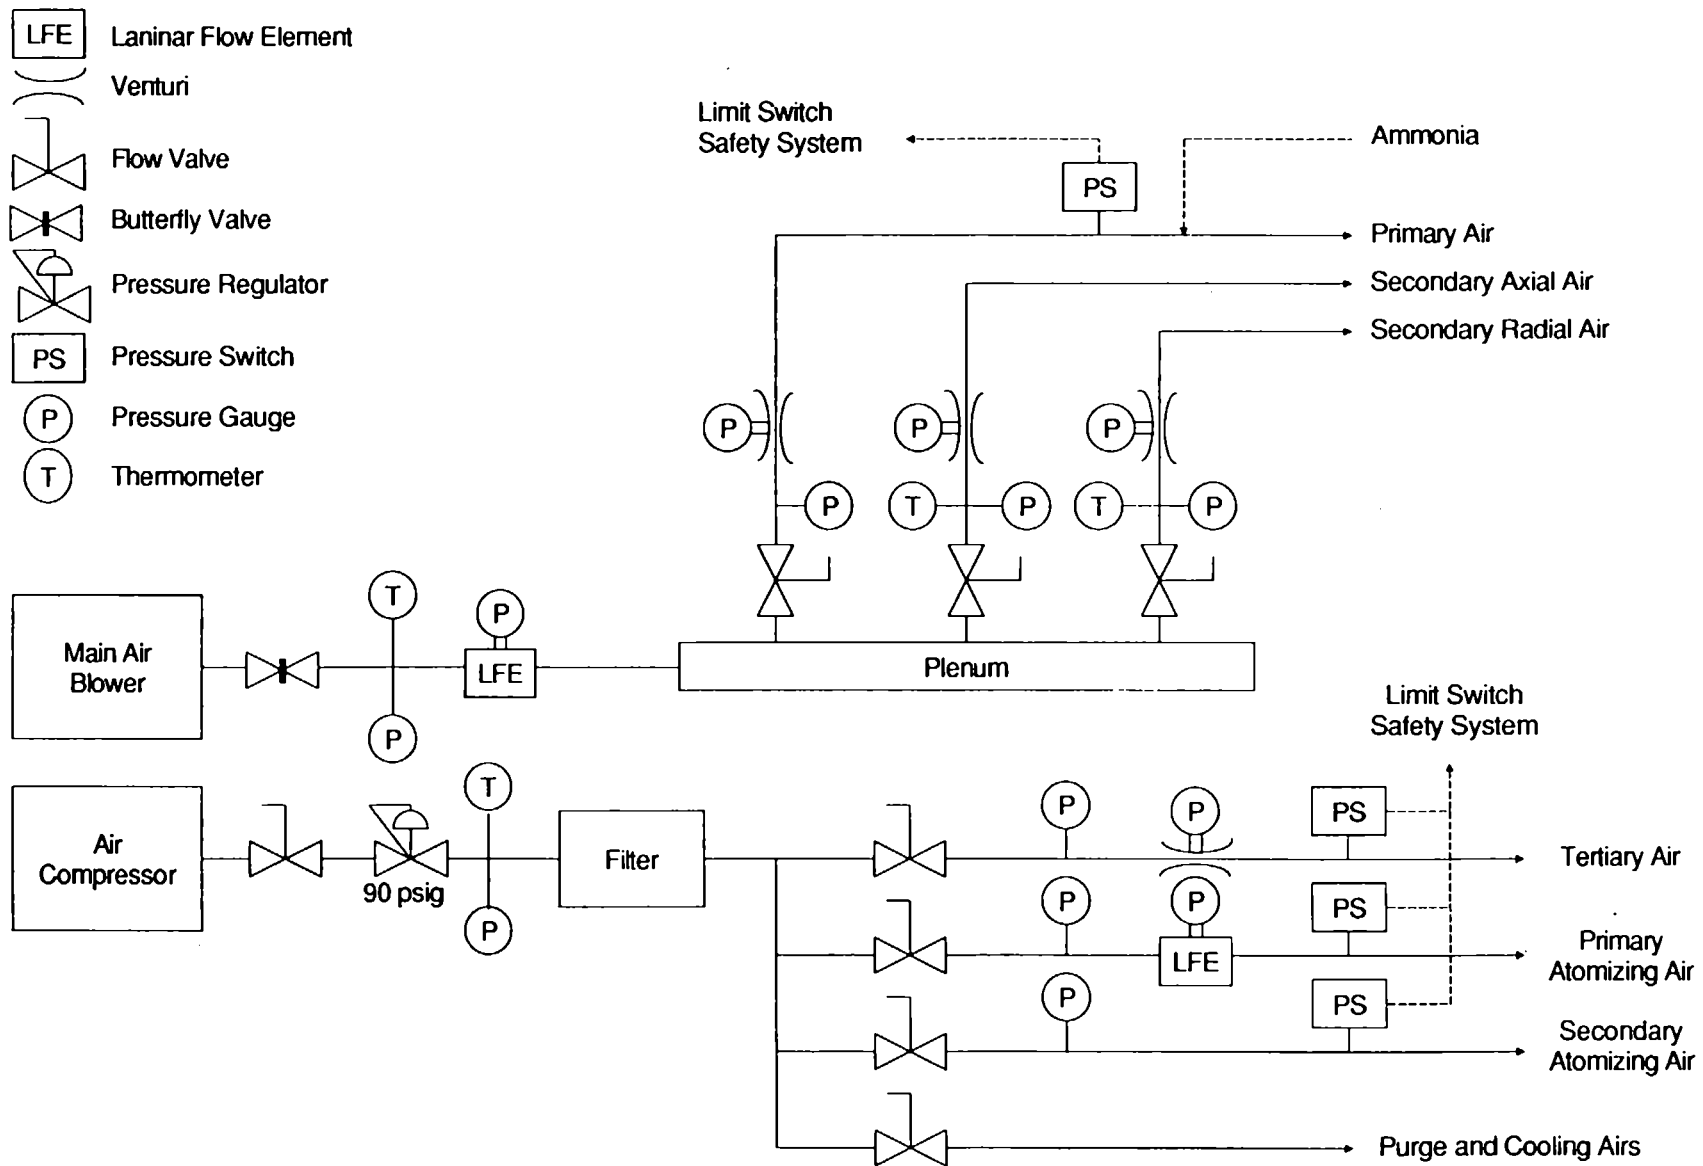 LFE Laninar Flow Element
Venturi
Flow Valve
Butterfly Valve
Pressure Regulator
PS Pressure Switch
P Pressure Gauge
T Thermometer
Limit Switch
Safety System
Ammonia
PS
Primary Air
Secondary Axial Air
Secondary Radial Air
P P P
P T P T P
Main Air
Blower
T
P
LFE
P
Plenum
Limit Switch
Safety System
Air
Compressor
90 psig
T
P
Filter
P P PS
Tertiary Air
P P PS
LFE
Primary
Atomizing Air
P PS
Secondary
Atomizing Air
Purge and Cooling Airs